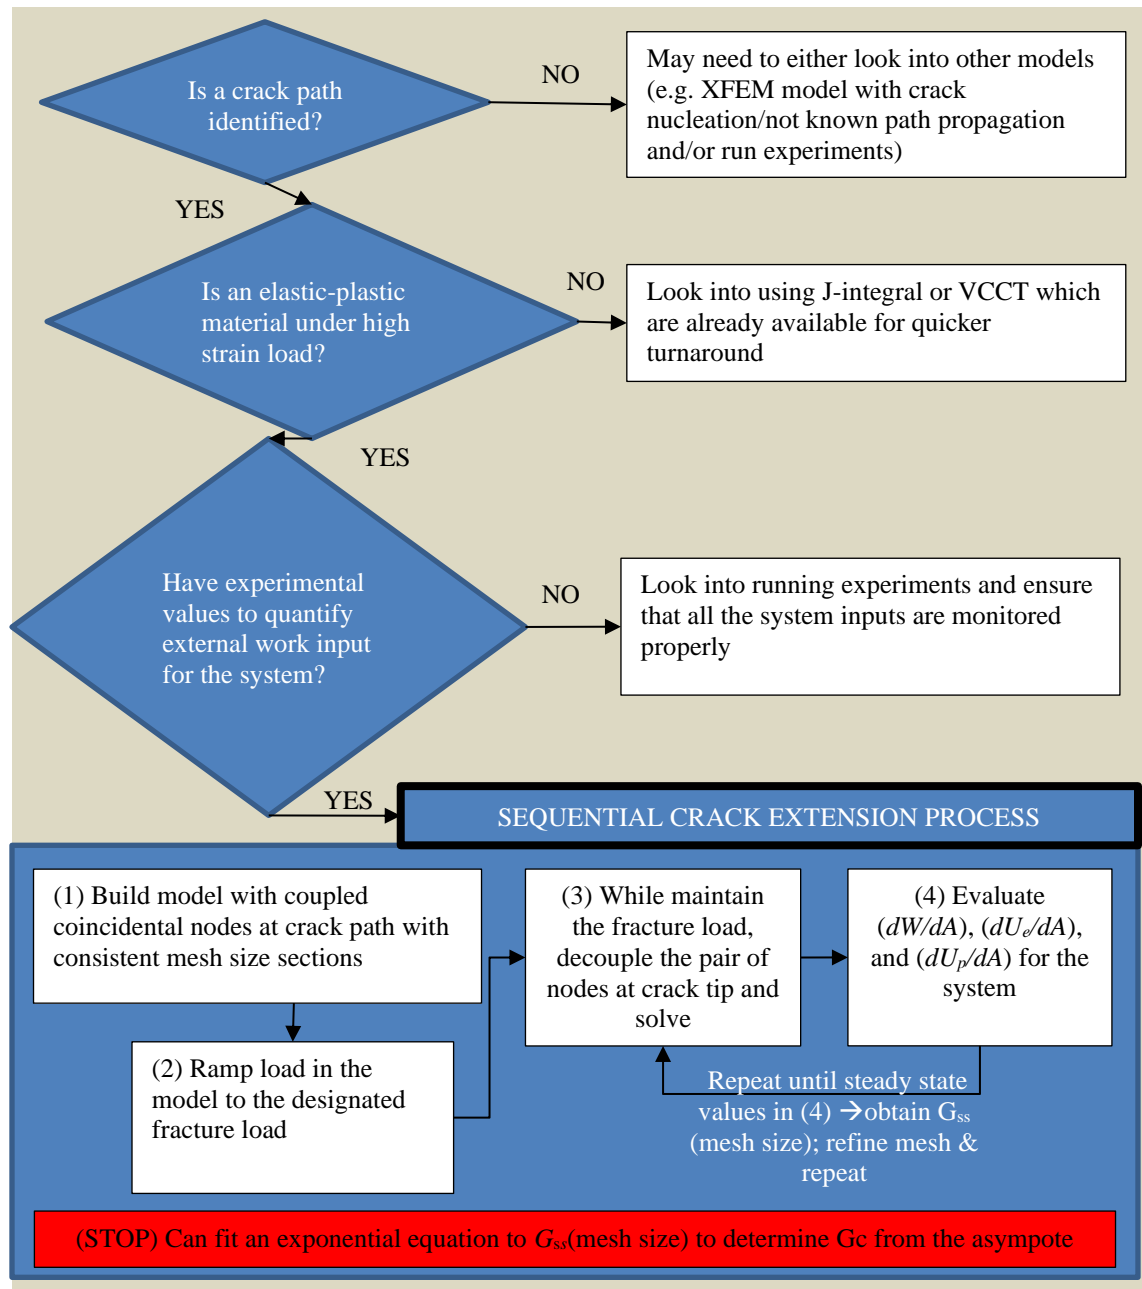 Is a crack path
identified?
NO
May need to either look into other models
(e.g. XFEM model with crack
nucleation/not known path propagation
and/or run experiments)
YES
Is an elastic-plastic
material under high
strain load?
NO
Look into using J-integral or VCCT which
are already available for quicker
turnaround
YES
Have experimental
values to quantify
external work input
for the system?
NO
Look into running experiments and ensure
that all the system inputs are monitored
properly
YES
SEQUENTIAL CRACK EXTENSION PROCESS
(1) Build model with coupled
coincidental nodes at crack path with
consistent mesh size sections
(2) Ramp load in the
model to the designated
fracture load
(3) While maintain
the fracture load,
decouple the pair of
nodes at crack tip and
solve
(4) Evaluate
(dW/dA), (dUₑ/dA),
and (dUₚ/dA) for the
system
Repeat until steady state
values in (4) →obtain Gₛₛ
(mesh size); refine mesh &
repeat
(STOP) Can fit an exponential equation to Gₛₛ(mesh size) to determine Gc from the asympote